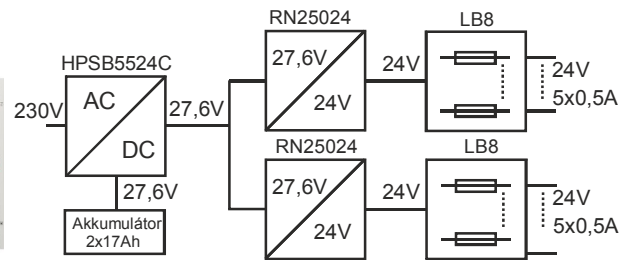 RN25024
LB8
HPSB5524C
27,6V
24V
24V
24V
5x0,5A
230V
AC
DC
27,6V
RN25024
LB8
27,6V
Akkumulátor
2x17Ah
27,6V
24V
24V
24V
5x0,5A